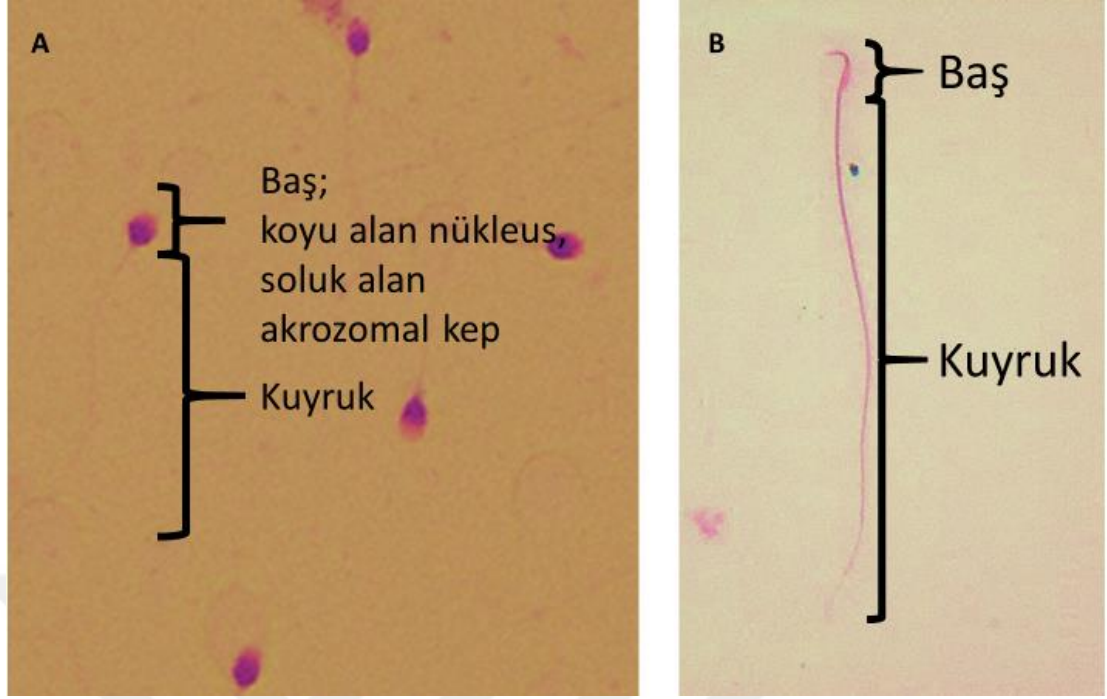 A
Baş;
koyu alan nükleus,
soluk alan
akrozomal kep
Kuyruk
B
Baş
Kuyruk